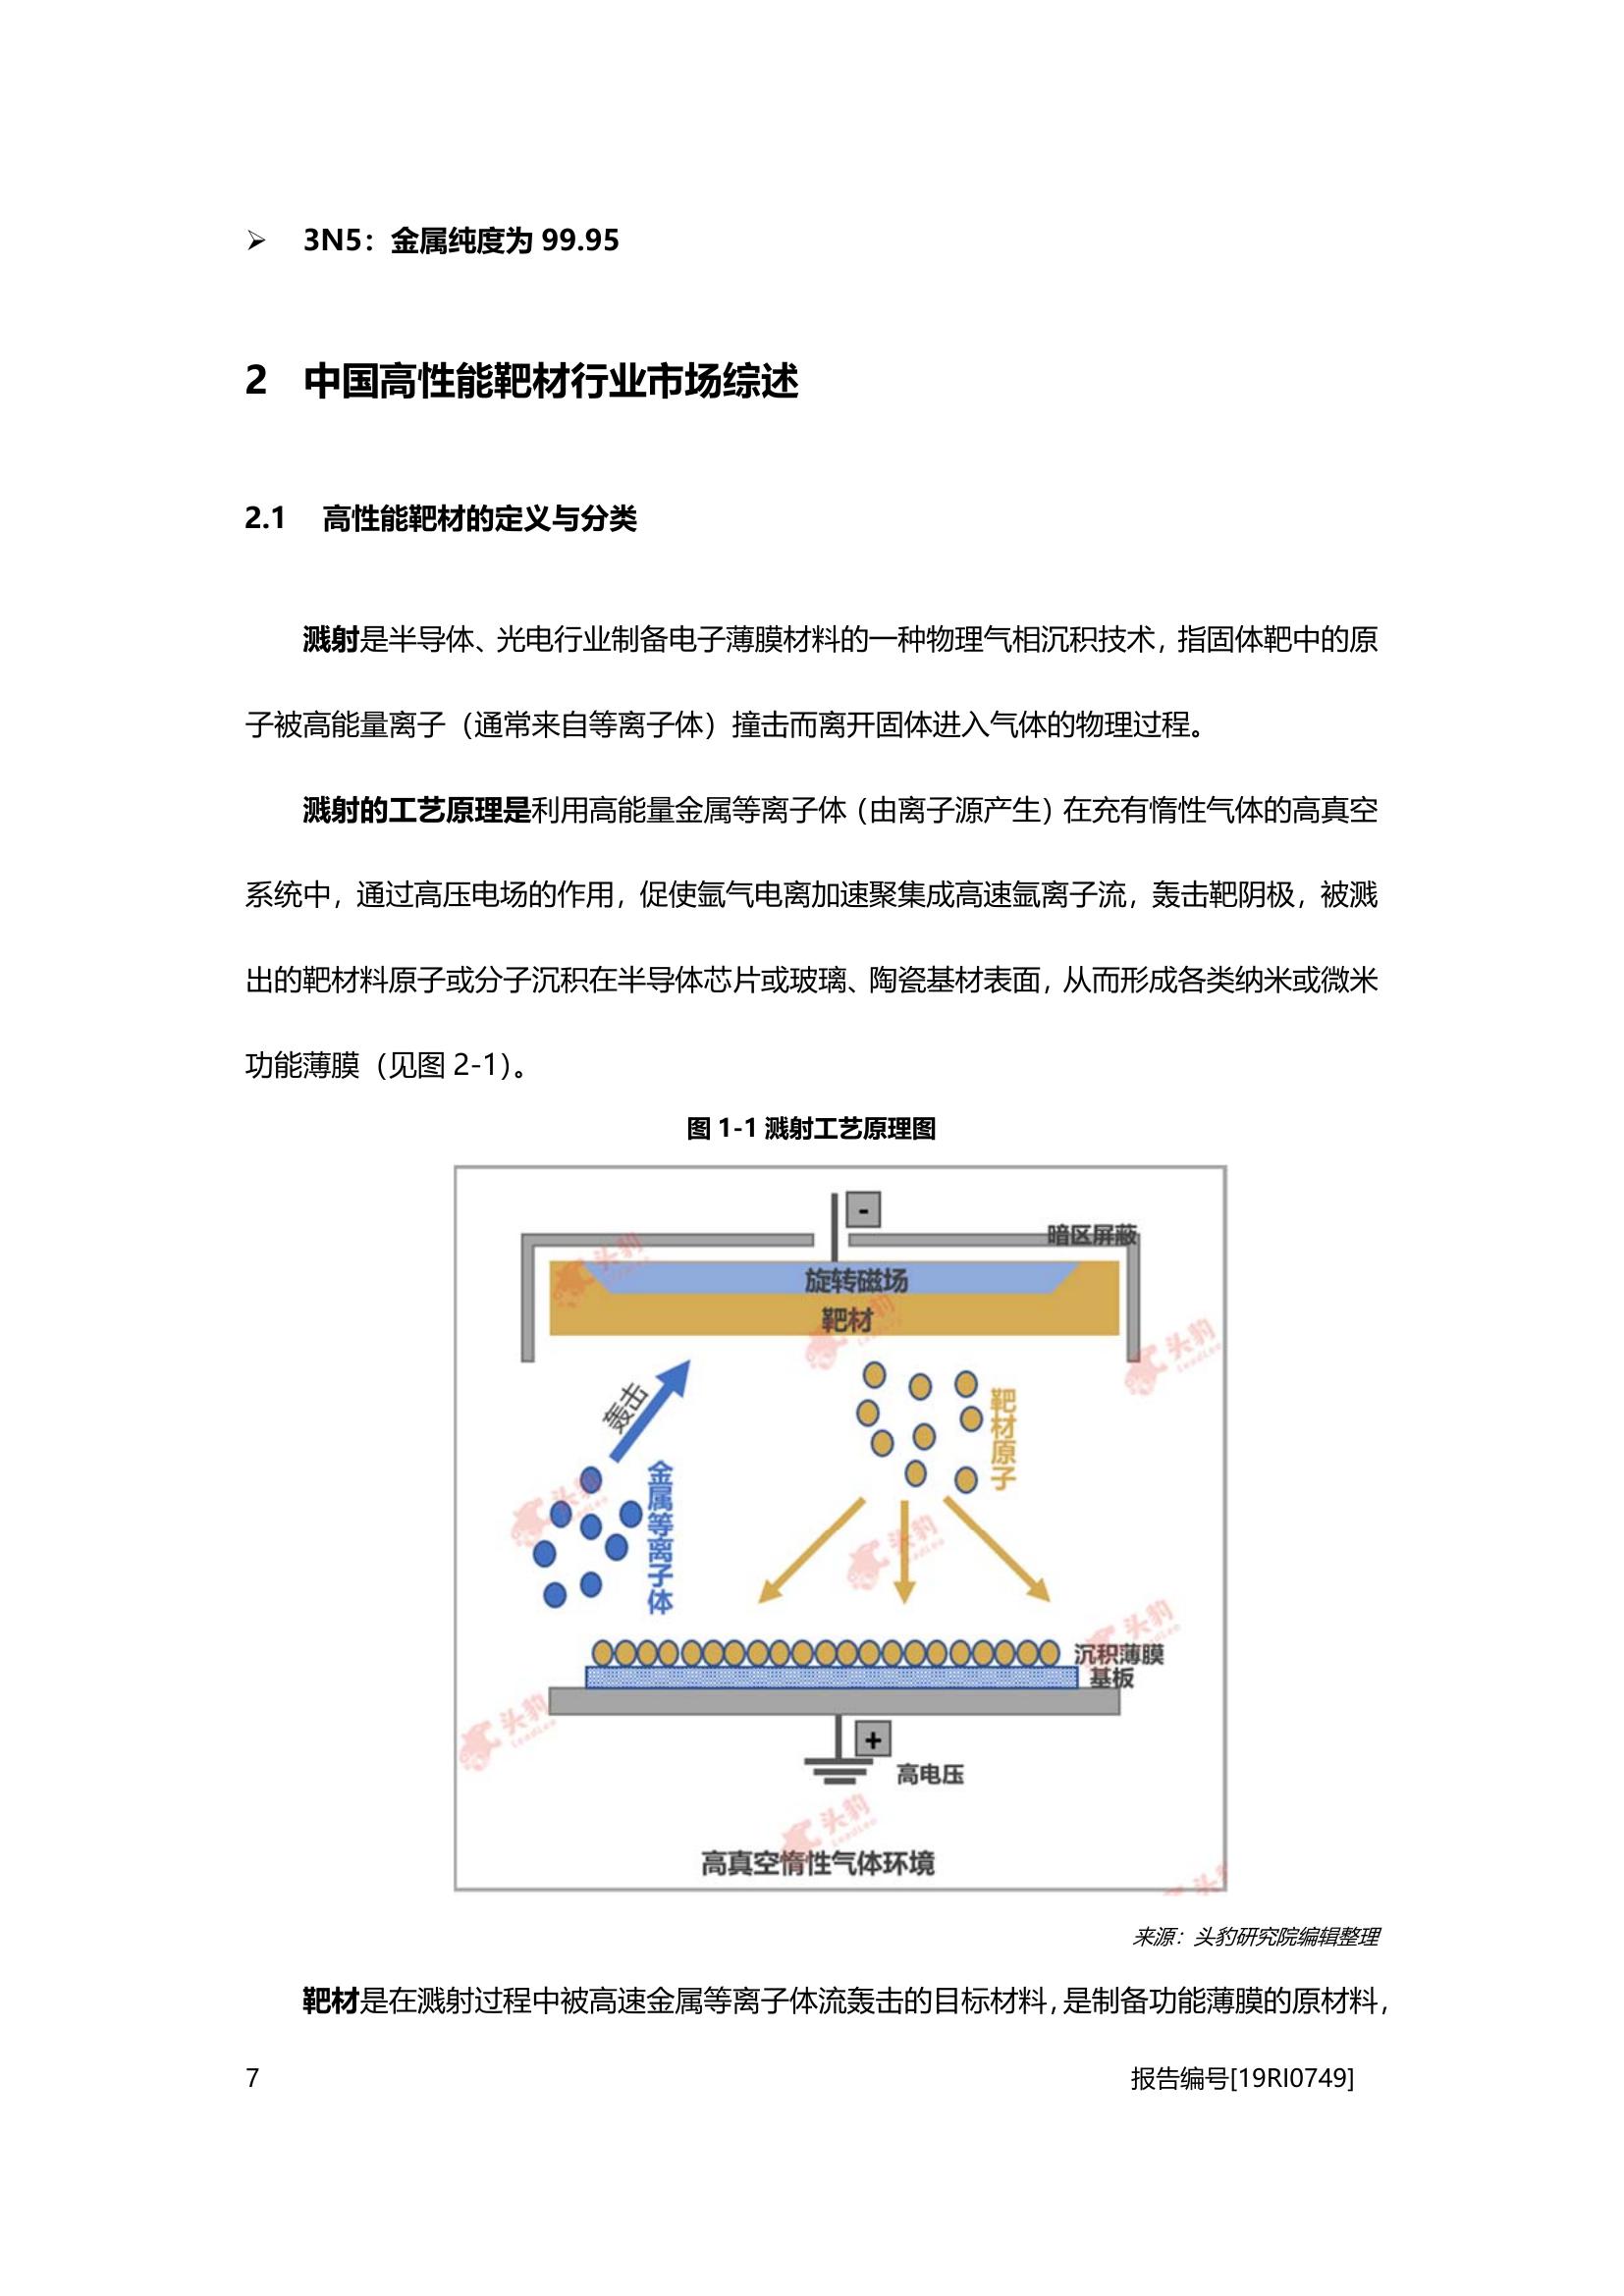 ➢ 3N5：金属纯度为 99.95
2 中国高性能靶材行业市场综述
2.1 高性能靶材的定义与分类
溅射是半导体、光电行业制备电子薄膜材料的一种物理气相沉积技术，指固体靶中的原
子被高能量离子（通常来自等离子体）撞击而离开固体进入气体的物理过程。
溅射的工艺原理是利用高能量金属等离子体（由离子源产生）在充有惰性气体的高真空
系统中，通过高压电场的作用，促使氩气电离加速聚集成高速氩离子流，轰击靶阴极，被溅
出的靶材料原子或分子沉积在半导体芯片或玻璃、陶瓷基材表面，从而形成各类纳米或微米
功能薄膜（见图 2-1）。
图 1-1 溅射工艺原理图
-
暗区屏蔽
旋转磁场
靶材
轰击
靶材原子
金属等离子体
沉积薄膜
基板
+
高电压
高真空惰性气体环境
头豹
LeadLeo
来源：头豹研究院编辑整理
靶材是在溅射过程中被高速金属等离子体流轰击的目标材料，是制备功能薄膜的原材料，
7 报告编号[19RI0749]